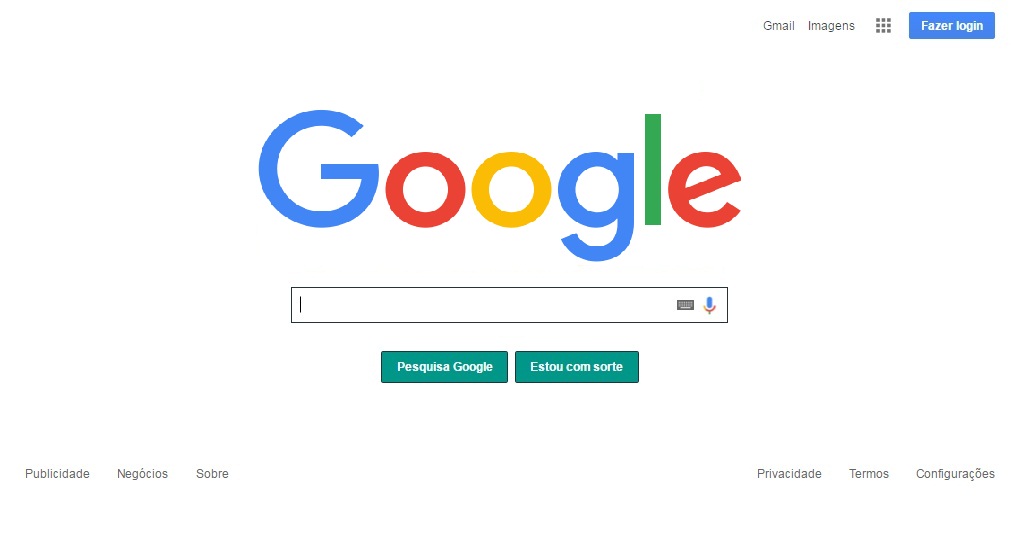 Gmail Imagens Fazer login
Google
Pesquisa Google Estou com sorte
Publicidade Negócios Sobre Privacidade Termos Configurações